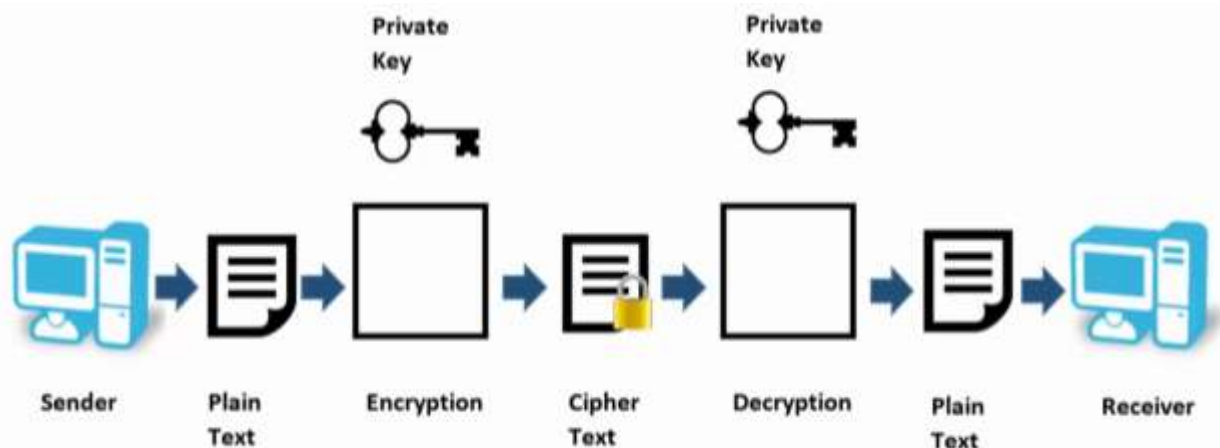 Private
Key
Private
Key
Sender
Plain
Text
Encryption
Cipher
Text
Decryption
Plain
Text
Receiver